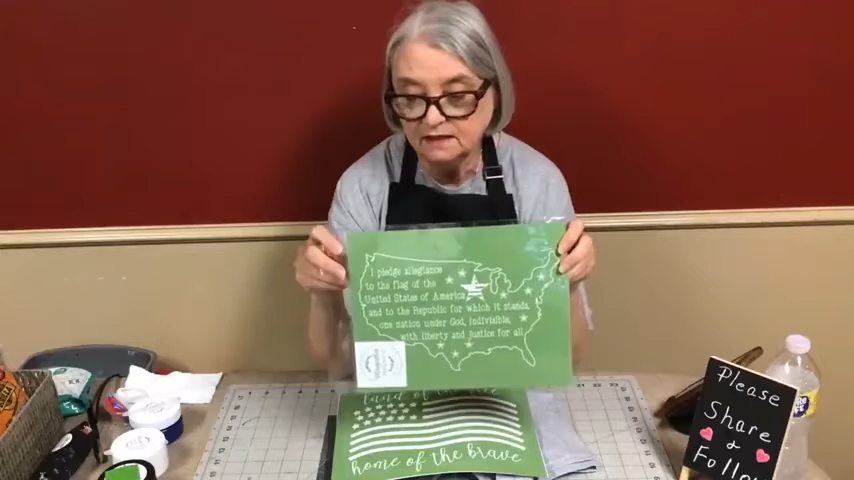 I pledge allegiance
to the flag of the
United States of America
and to the Republic for which it stands,
one nation under God, indivisible,
with liberty and justice for all
land of the
home of the Brave
Please
SHARE
&
Follow